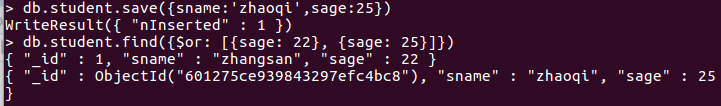 > db.student.save({sname:'zhaoqi',sage:25})
WriteResult({ "nInserted" : 1 })
> db.student.find({$or: [{sage: 22}, {sage: 25}]})
{ "_id" : 1, "sname" : "zhangsan", "sage" : 22 }
{ "_id" : ObjectId("601275ce939843297efc4bc8"), "sname" : "zhaoqi", "sage" : 25
}